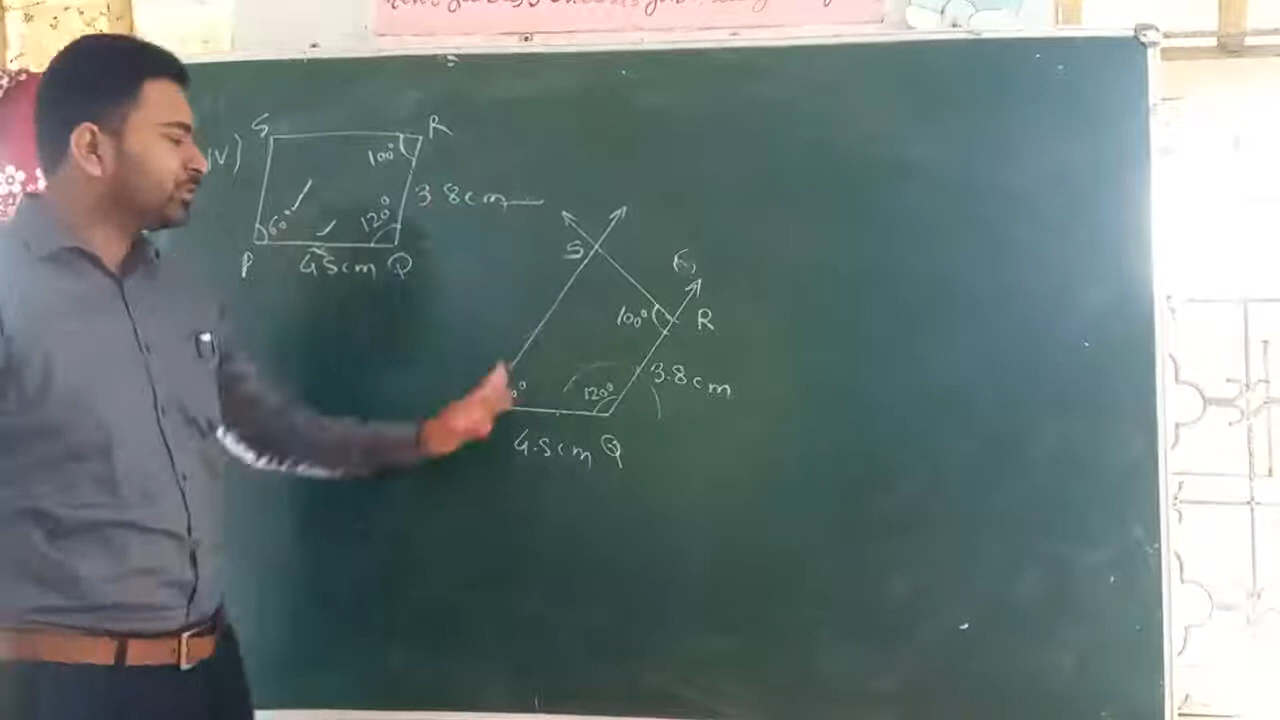 IV)
S R
100°
3.8cm
60° 120°
P 4.5cm Q
S
100° R
120° 3.8cm
4.5cm Q